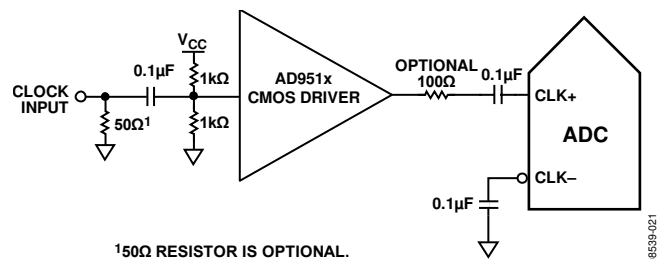 VCC
0.1µF
1kΩ
CLOCK
INPUT
50Ω1
1kΩ
AD951x
CMOS DRIVER
OPTIONAL
100Ω
0.1µF
CLK+
ADC
CLK–
0.1µF
150Ω RESISTOR IS OPTIONAL.
08539-021